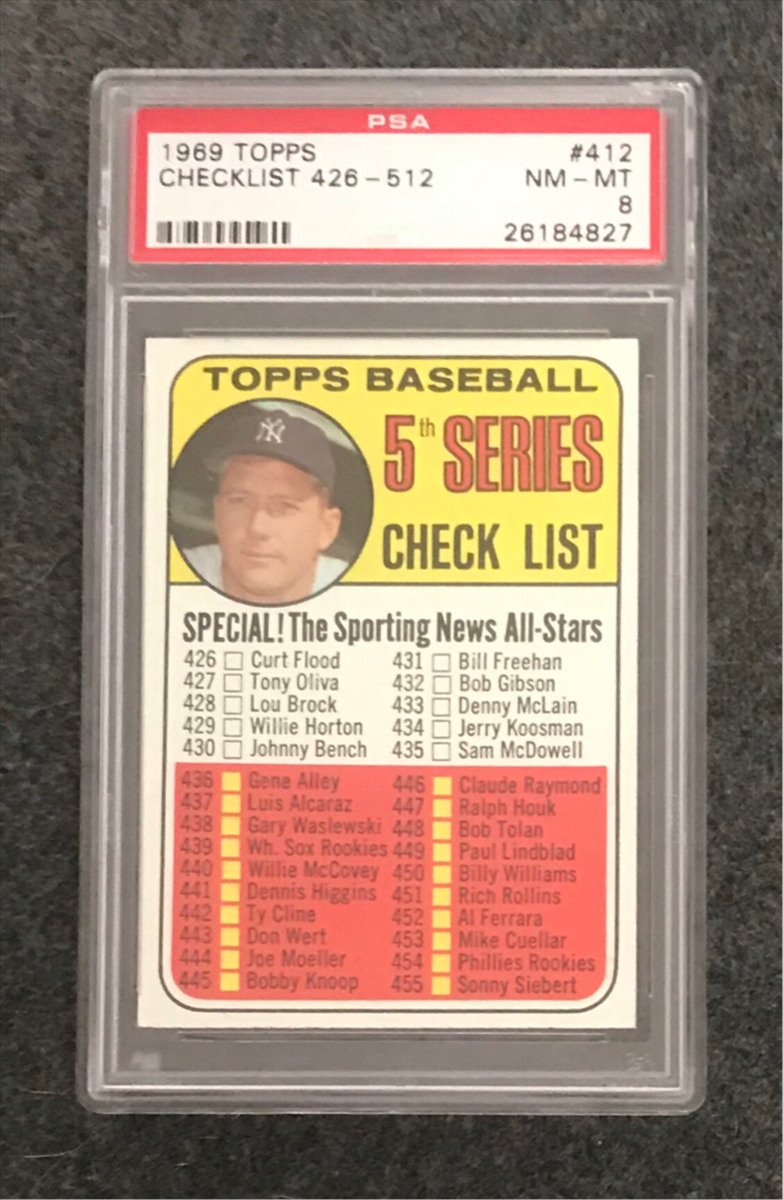 PSA
1969 TOPPS #412
CHECKLIST 426-512 NM-MT
8
26184827
TOPPS BASEBALL
NY
5th SERIES
CHECK LIST
SPECIAL! The Sporting News All-Stars
426 Curt Flood 431 Bill Freehan
427 Tony Oliva 432 Bob Gibson
428 Lou Brock 433 Denny McLain
429 Willie Horton 434 Jerry Koosman
430 Johnny Bench 435 Sam McDowell
436 Gene Alley 446 Claude Raymond
437 Luis Alcaraz 447 Ralph Houk
438 Gary Waslewski 448 Bob Tolan
439 Wh. Sox Rookies 449 Paul Lindblad
440 Willie McCovey 450 Billy Williams
441 Dennis Higgins 451 Rich Rollins
442 Ty Cline 452 Al Ferrara
443 Don Wert 453 Mike Cuellar
444 Joe Moeller 454 Phillies Rookies
445 Bobby Knoop 455 Sonny Siebert